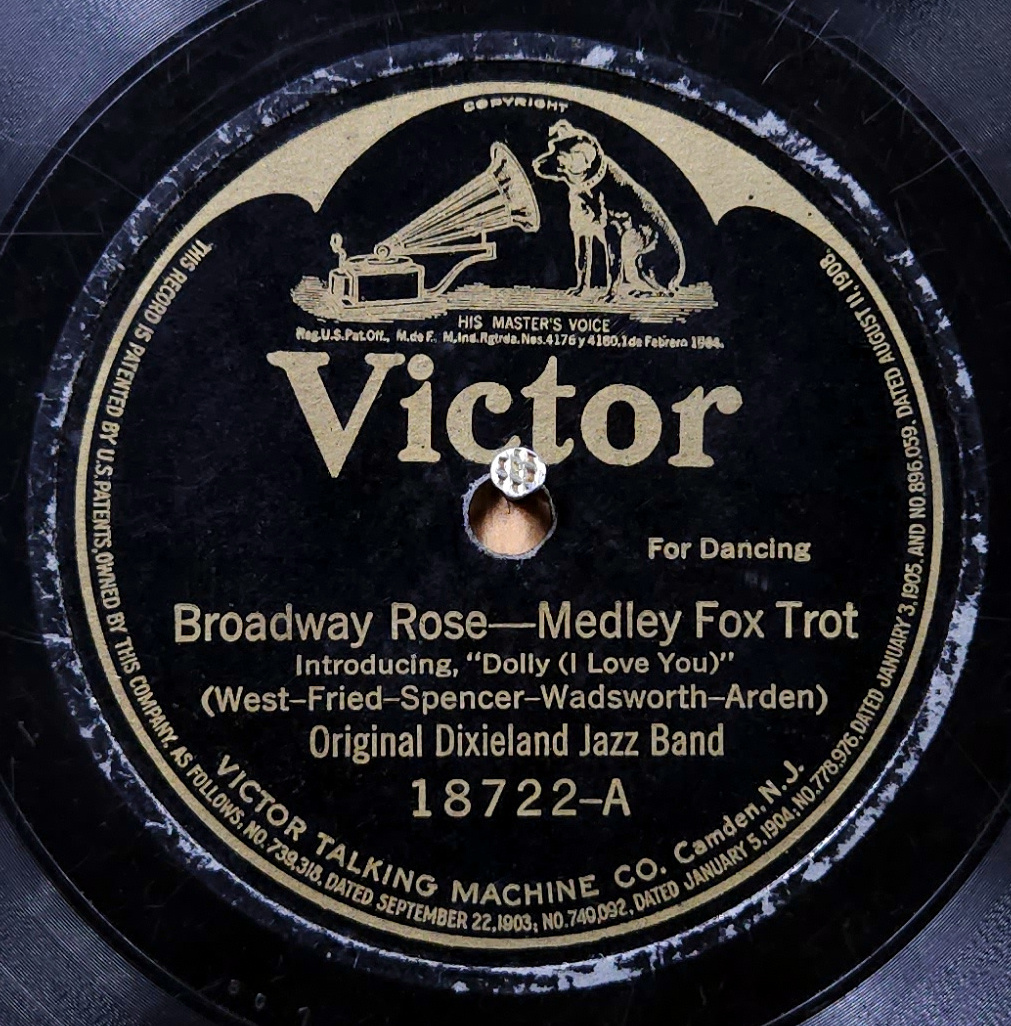 COPYRIGHT
HIS MASTER'S VOICE
Reg.U.S.Pat.Off., M.de F. M.Ind.Rgtrda.Nos.4176 y 4180,1 de Febrero
Victor
For Dancing
Broadway Rose—Medley Fox Trot
Introducing, “Dolly (I Love You)”
(West–Fried–Spencer–Wadsworth–Arden)
Original Dixieland Jazz Band
18722–A
VICTOR TALKING MACHINE CO. Camden, N.J.
THIS RECORD IS PATENTED BY U.S. PATENTS, OWNED BY THIS COMPANY, AS FOLLOWS, NO. 739,318, DATED SEPTEMBER 22, 1903; NO. 749,092, DATED JANUARY 5, 1904, NO. 778,976, DATED JANUARY 3, 1905, AND NO. 896,059, DATED AUGUST 11, 1908.